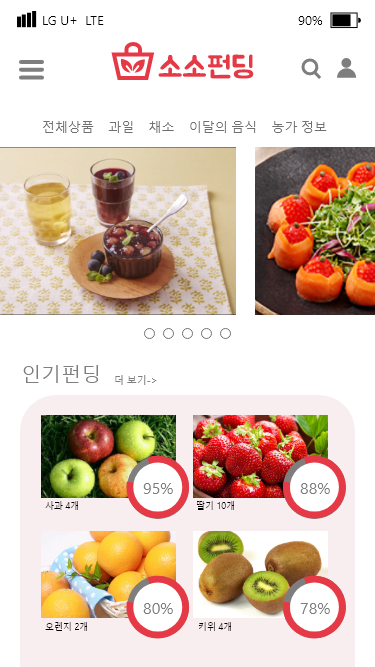 LG U+ LTE 90%
소소펀딩
전체상품 과일 채소 이달의 음식 농가 정보
인기펀딩 더 보기->
95% 88%
사과 4개 딸기 10개
80% 78%
오렌지 2개 키위 4개